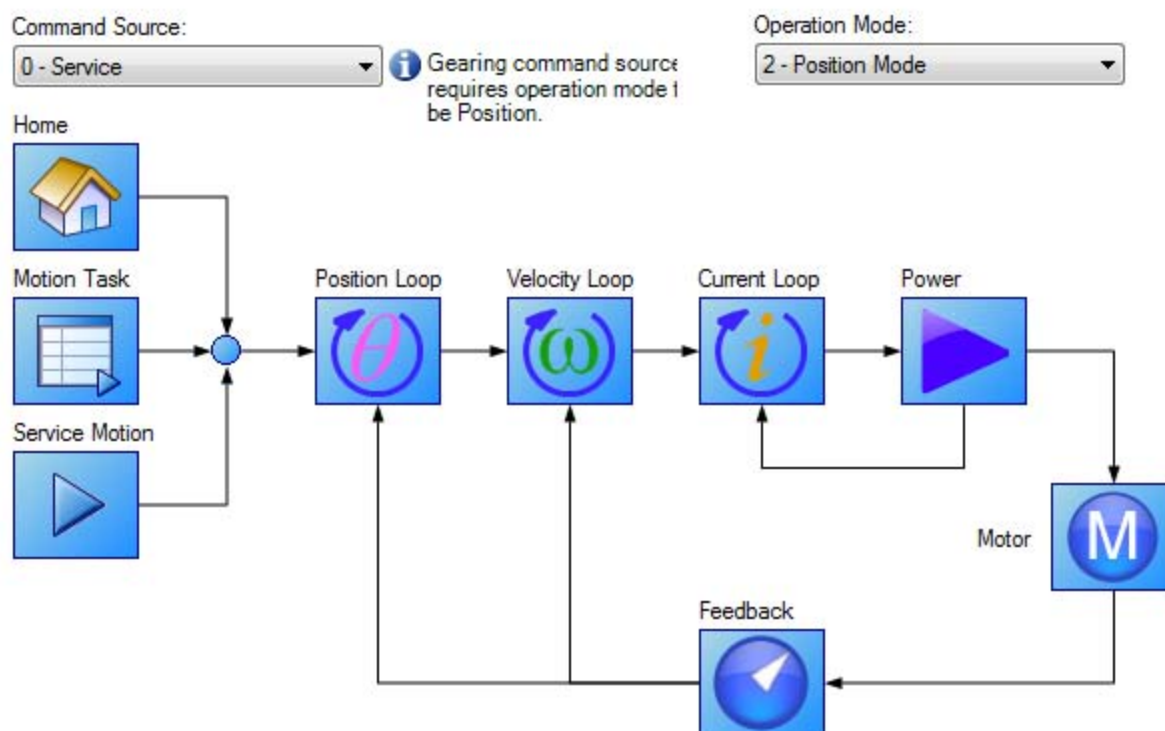 Command Source:
Operation Mode:
0 - Service
2 - Position Mode
Gearing command source
requires operation mode
be Position.
Home
Motion Task
Position Loop
Velocity Loop
Current Loop
Power
θ
ω
i
Service Motion
M
Motor
Feedback